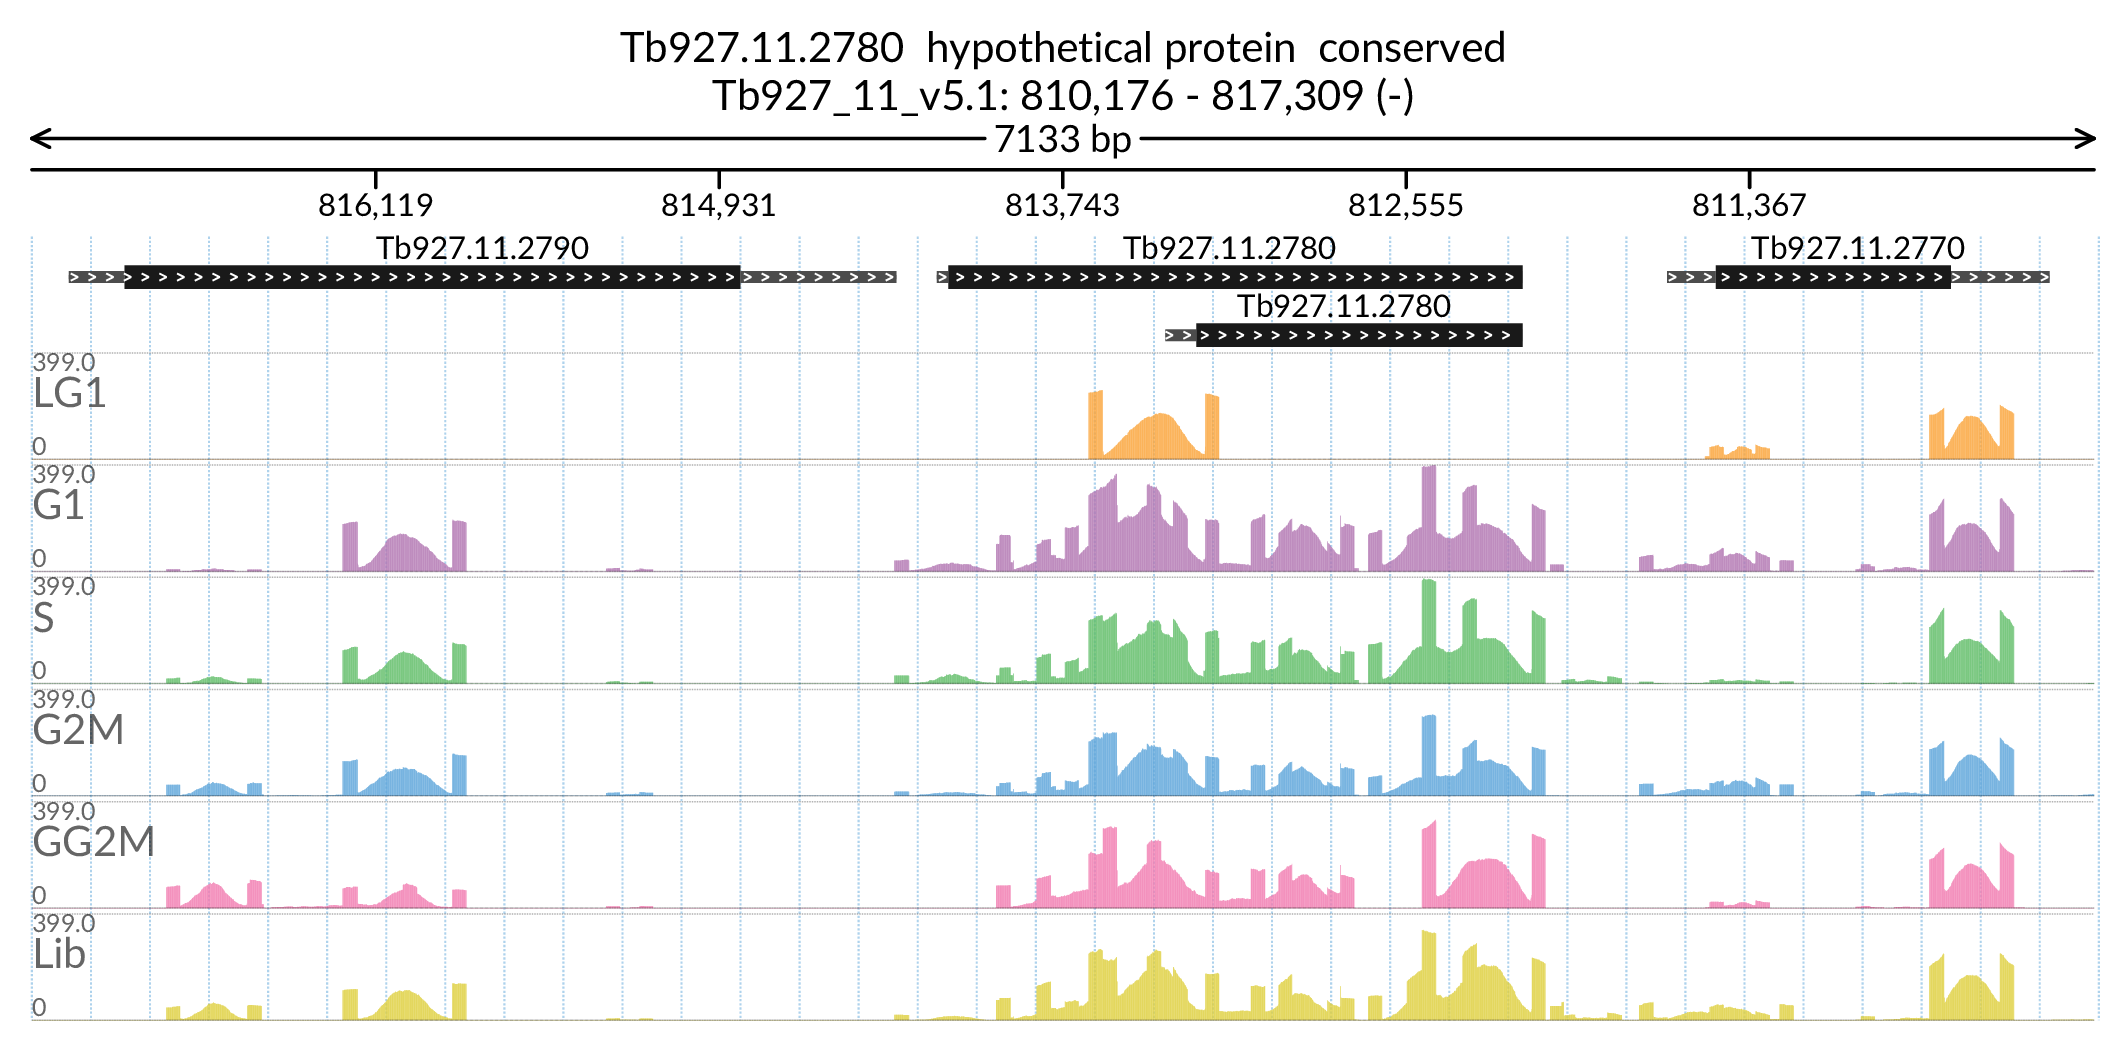 Tb927.11.2780 hypothetical protein conserved
Tb927_11_v5.1: 810,176 - 817,309 (-)
7133 bp
816,119 814,931 813,743 812,555 811,367
Tb927.11.2790 Tb927.11.2780 Tb927.11.2770
Tb927.11.2780
399.0
LG1
0
399.0
G1
0
399.0
S
0
399.0
G2M
0
399.0
GG2M
0
399.0
Lib
0